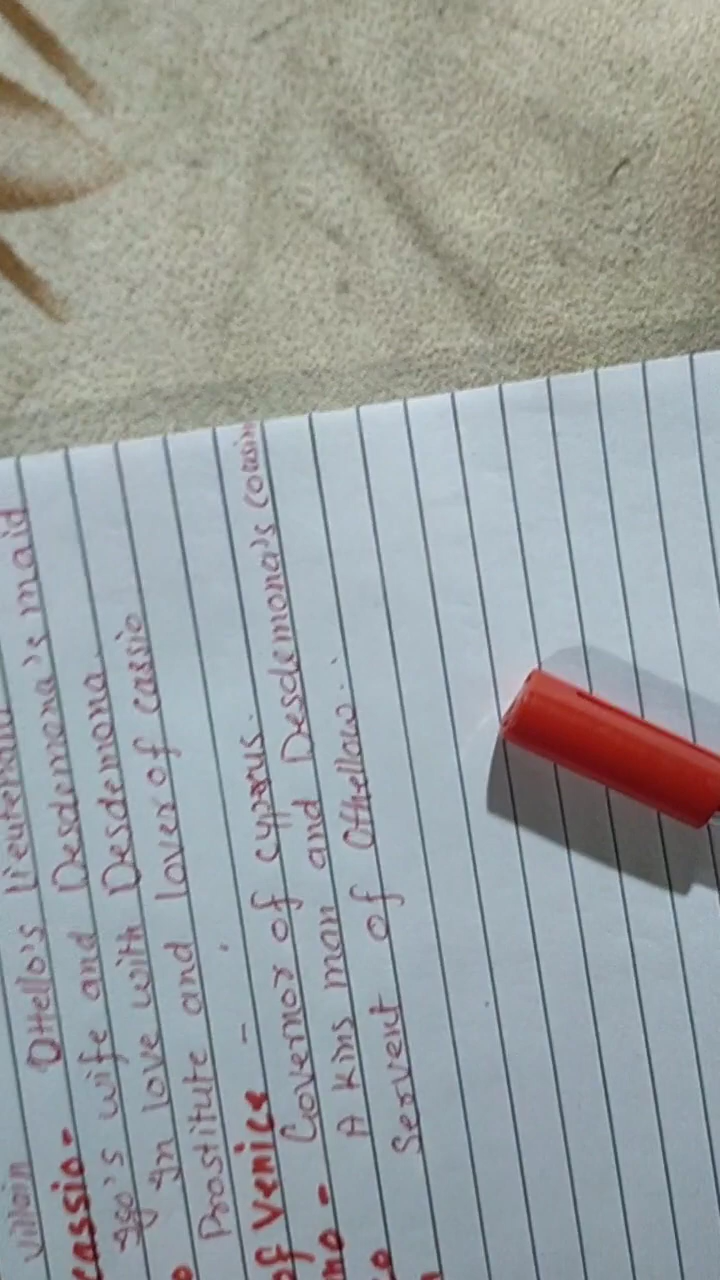 villain
cassio - Othello's lieutenant
Igo's wife and Desdemona's maid
In love with Desdemona.
Prostitute and lover of cassio
of venice -
Governor of cyprus.
A kins man and Desdemona's cousin
Servent of Othellow..